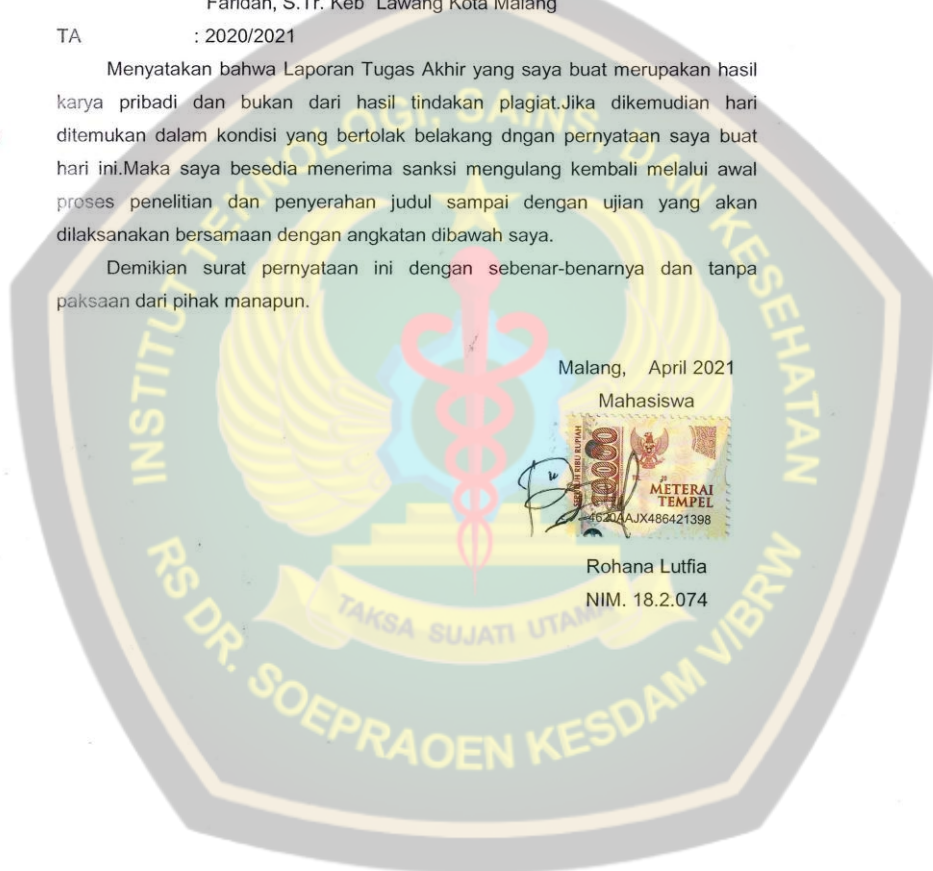 Faridah, S.Tr. Keb Lawang Kota Malang
TA : 2020/2021
Menyatakan bahwa Laporan Tugas Akhir yang saya buat merupakan hasil
karya pribadi dan bukan dari hasil tindakan plagiat.Jika dikemudian hari
ditemukan dalam kondisi yang bertolak belakang dngan pernyataan saya buat
hari ini.Maka saya besedia menerima sanksi mengulang kembali melalui awal
proses penelitian dan penyerahan judul sampai dengan ujian yang akan
dilaksanakan bersamaan dengan angkatan dibawah saya.
Demikian surat pernyataan ini dengan sebenar-benarnya dan tanpa
paksaan dari pihak manapun.
Malang, April 2021
Mahasiswa
SEPULUH RIBU RUPIAH
10000
METERAI
TEMPEL
4620AAJX486421398
Rohana Lutfia
NIM. 18.2.074
INSTITUT TEKNOLOGI, SAINS, DAN KESEHATAN
TAKSA SUJATI UTAMA
RS DR. SOEPRAOEN KESDAM V/BRW